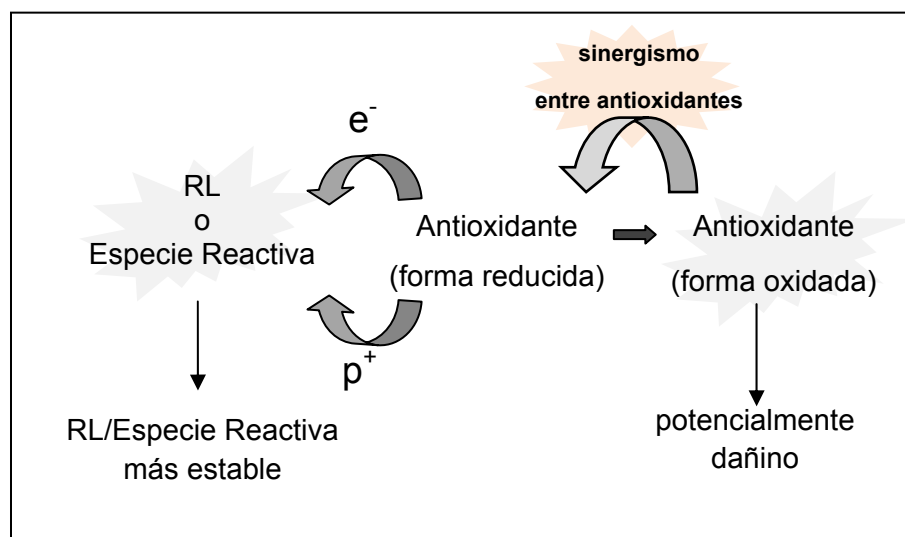 sinergismo
entre antioxidantes
e-
RL
o
Especie Reactiva
Antioxidante
(forma reducida)
Antioxidante
(forma oxidada)
p+
RL/Especie Reactiva
más estable
potencialmente
dañino